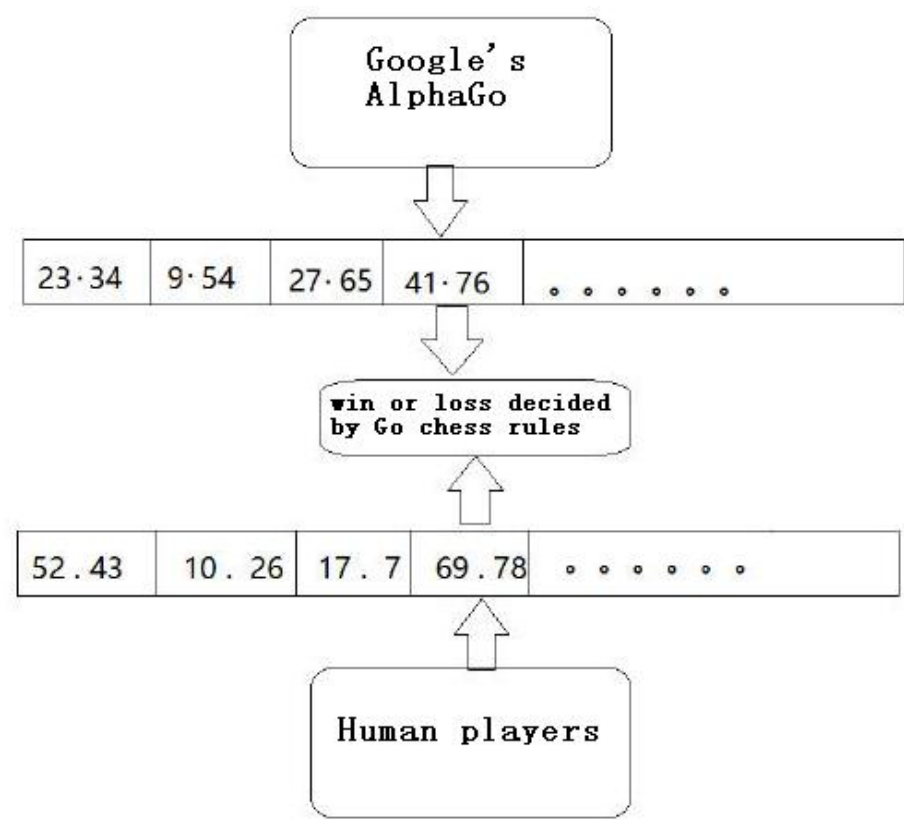 Google's
AlphaGo
23·34 9·54 27·65 41·76 。。。。。。
win or loss decided
by Go chess rules
52.43 10.26 17.7 69.78 。。。。。。
Human players